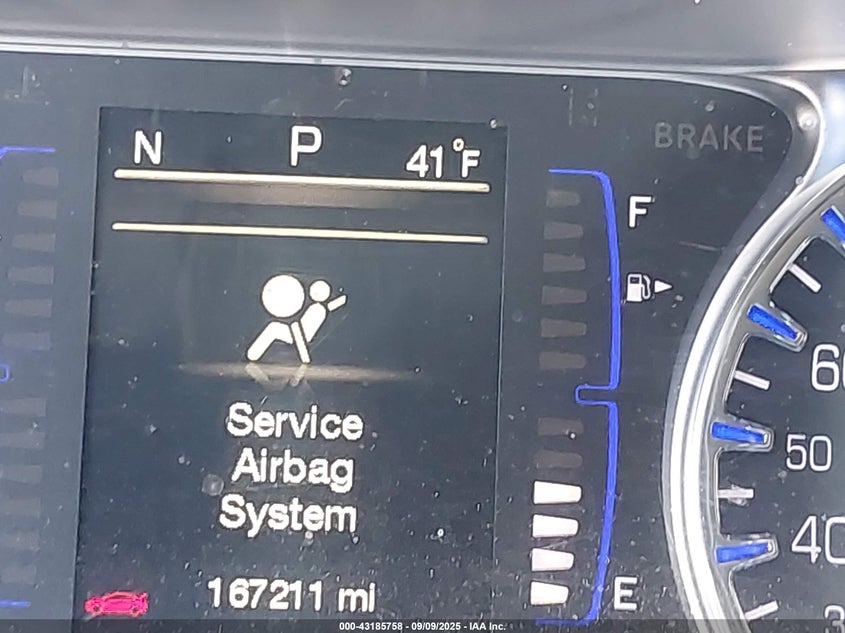 N P 41°F
BRAKE
F
Service
Airbag
System
167211 mi
E
60
50
40
000-43185758 - 09/09/2025 - IAA Inc.